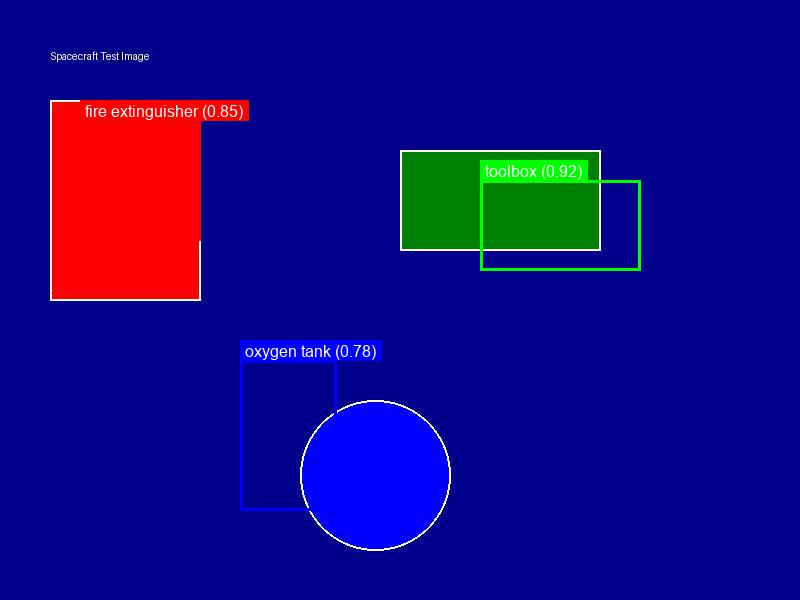 Spacecraft Test Image
fire extinguisher (0.85)
toolbox (0.92)
oxygen tank (0.78)